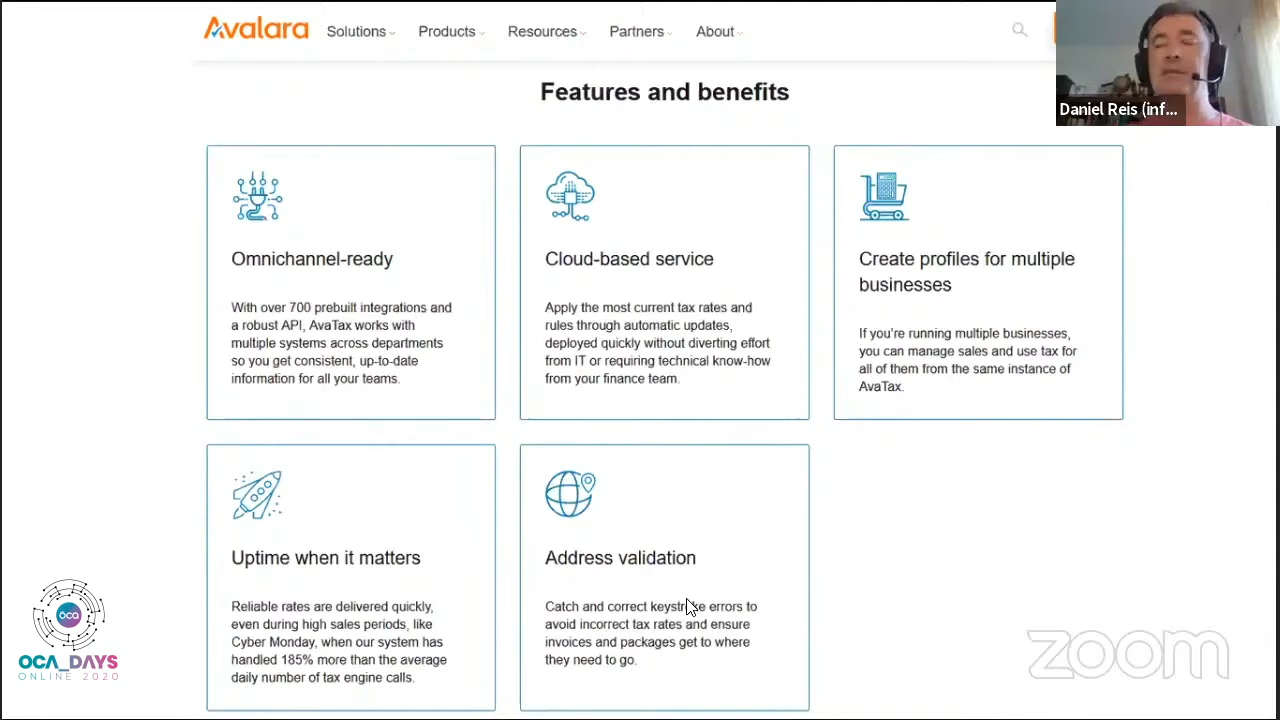 Avalara
Solutions
Products
Resources
Partners
About
Daniel Reis (inf...
Features and benefits
Omnichannel-ready
With over 700 prebuilt integrations and
a robust API, AvaTax works with
multiple systems across departments
so you get consistent, up-to-date
information for all your teams.
Cloud-based service
Apply the most current tax rates and
rules through automatic updates,
deployed quickly without diverting effort
from IT or requiring technical know-how
from your finance team.
Create profiles for multiple
businesses
If you're running multiple businesses,
you can manage sales and use tax for
all of them from the same instance of
AvaTax.
Uptime when it matters
Reliable rates are delivered quickly,
even during high sales periods, like
Cyber Monday, when our system has
handled 185% more than the average
daily number of tax engine calls.
Address validation
Catch and correct keystroke errors to
avoid incorrect tax rates and ensure
invoices and packages get to where
they need to go.
oca
OCA_DAYS
ONLINE 2020
zoom